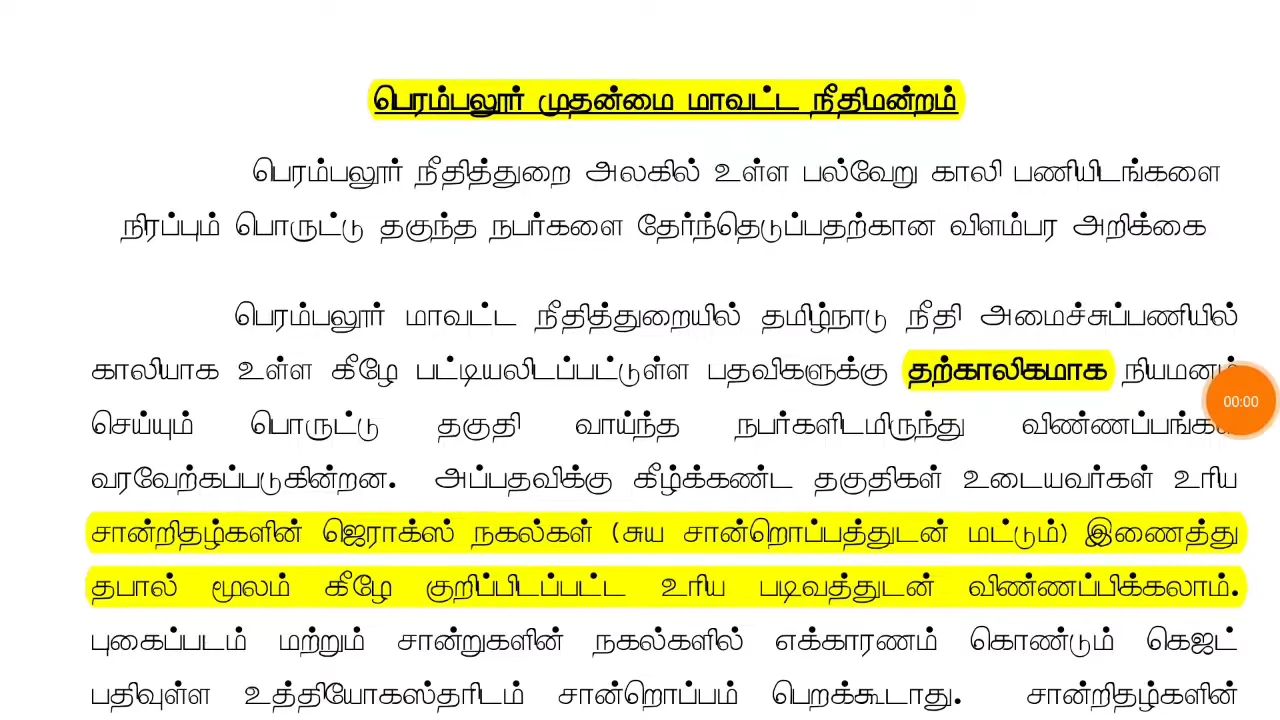 பெரம்பலூர் முதன்மை மாவட்ட நீதிமன்றம்
பெரம்பலூர் நீதித்துறை அலகில் உள்ள பல்வேறு காலி பணியிடங்களை
நிரப்பும் பொருட்டு தகுந்த நபர்களை தேர்ந்தெடுப்பதற்கான விளம்பர அறிக்கை
பெரம்பலூர் மாவட்ட நீதித்துறையில் தமிழ்நாடு நீதி அமைச்சுப்பணியில்
காலியாக உள்ள கீழே பட்டியலிடப்பட்டுள்ள பதவிகளுக்கு தற்காலிகமாக நியமனம்
செய்யும் பொருட்டு தகுதி வாய்ந்த நபர்களிடமிருந்து விண்ணப்பங்கள்
வரவேற்கப்படுகின்றன. அப்பதவிக்கு கீழ்க்கண்ட தகுதிகள் உடையவர்கள் உரிய
சான்றிதழ்களின் ஜெராக்ஸ் நகல்கள் (சுய சான்றொப்பத்துடன் மட்டும்) இணைத்து
தபால் மூலம் கீழே குறிப்பிடப்பட்ட உரிய படிவத்துடன் விண்ணப்பிக்கலாம்.
புகைப்படம் மற்றும் சான்றுகளின் நகல்களில் எக்காரணம் கொண்டும் கெஜட்
பதிவுள்ள உத்தியோகஸ்தரிடம் சான்றொப்பம் பெறக்கூடாது. சான்றிதழ்களின்
00:00